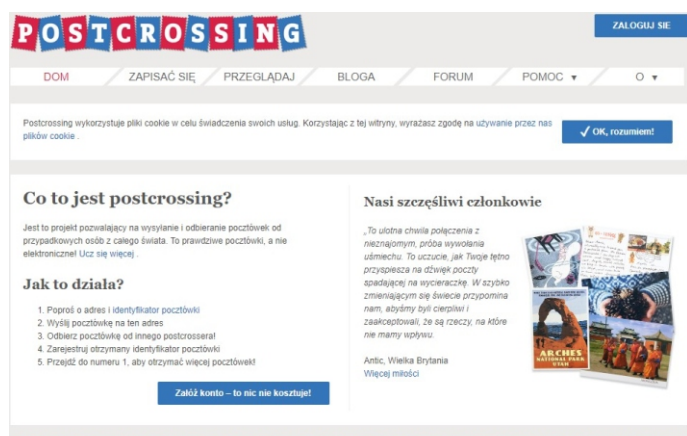 POSTCROSSING
ZALOGUJ SIE
DOM ZAPISAĆ SIĘ PRZEGLĄDAJ BLOGA FORUM POMOC ▼ O ▼
Postcrossing wykorzystuje pliki cookie w celu świadczenia swoich usług. Korzystając z tej witryny, wyrażasz zgodę na używanie przez nas
plików cookie .
✓ OK, rozumiem!
Co to jest postcrossing?
Jest to projekt pozwalający na wysyłanie i odbieranie pocztówek od
przypadkowych osób z całego świata. To prawdziwe pocztówki, a nie
elektroniczne! Ucz się więcej .
Jak to działa?
1. Poproś o adres i identyfikator pocztówki
2. Wyślij pocztówkę na ten adres
3. Odbierz pocztówkę od innego postcrossera!
4. Zarejestruj otrzymany identyfikator pocztówki
5. Przejdź do numeru 1, aby otrzymać więcej pocztówek!
Załóż konto – to nic nie kosztuje!
Nasi szczęśliwi członkowie
„To ulotna chwila połączenia z
nieznajomym, próba wywołania
uśmiechu. To uczucie, jak Twoje tętno
przyspiesza na dźwięk poczty
spadającej na wycieraczkę. W szybko
zmieniającym się świecie przypomina
nam, abyśmy byli cierpliwi i
zaakceptowali, że są rzeczy, na które
nie mamy wpływu.
Antic, Wielka Brytania
Więcej miłości
ARCHES
NATIONAL PARK
UTAH